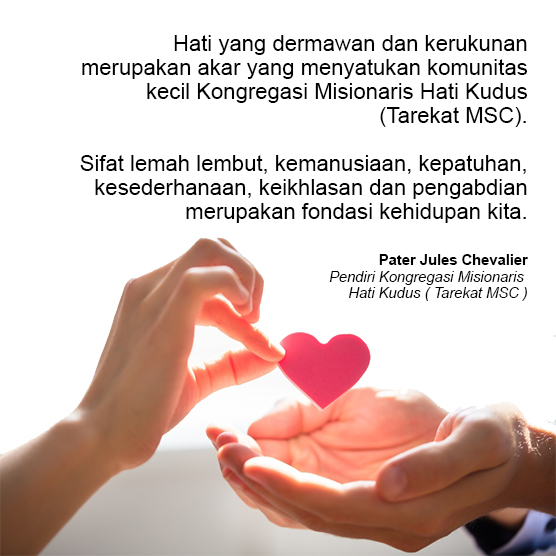 Hati yang dermawan dan kerukunan
merupakan akar yang menyatukan komunitas
kecil Kongregasi Misionaris Hati Kudus
(Tarekat MSC).
Sifat lemah lembut, kemanusiaan, kepatuhan,
kesederhanaan, keikhlasan dan pengabdian
merupakan fondasi kehidupan kita.
Pater Jules Chevalier
Pendiri Kongregasi Misionaris
Hati Kudus ( Tarekat MSC )